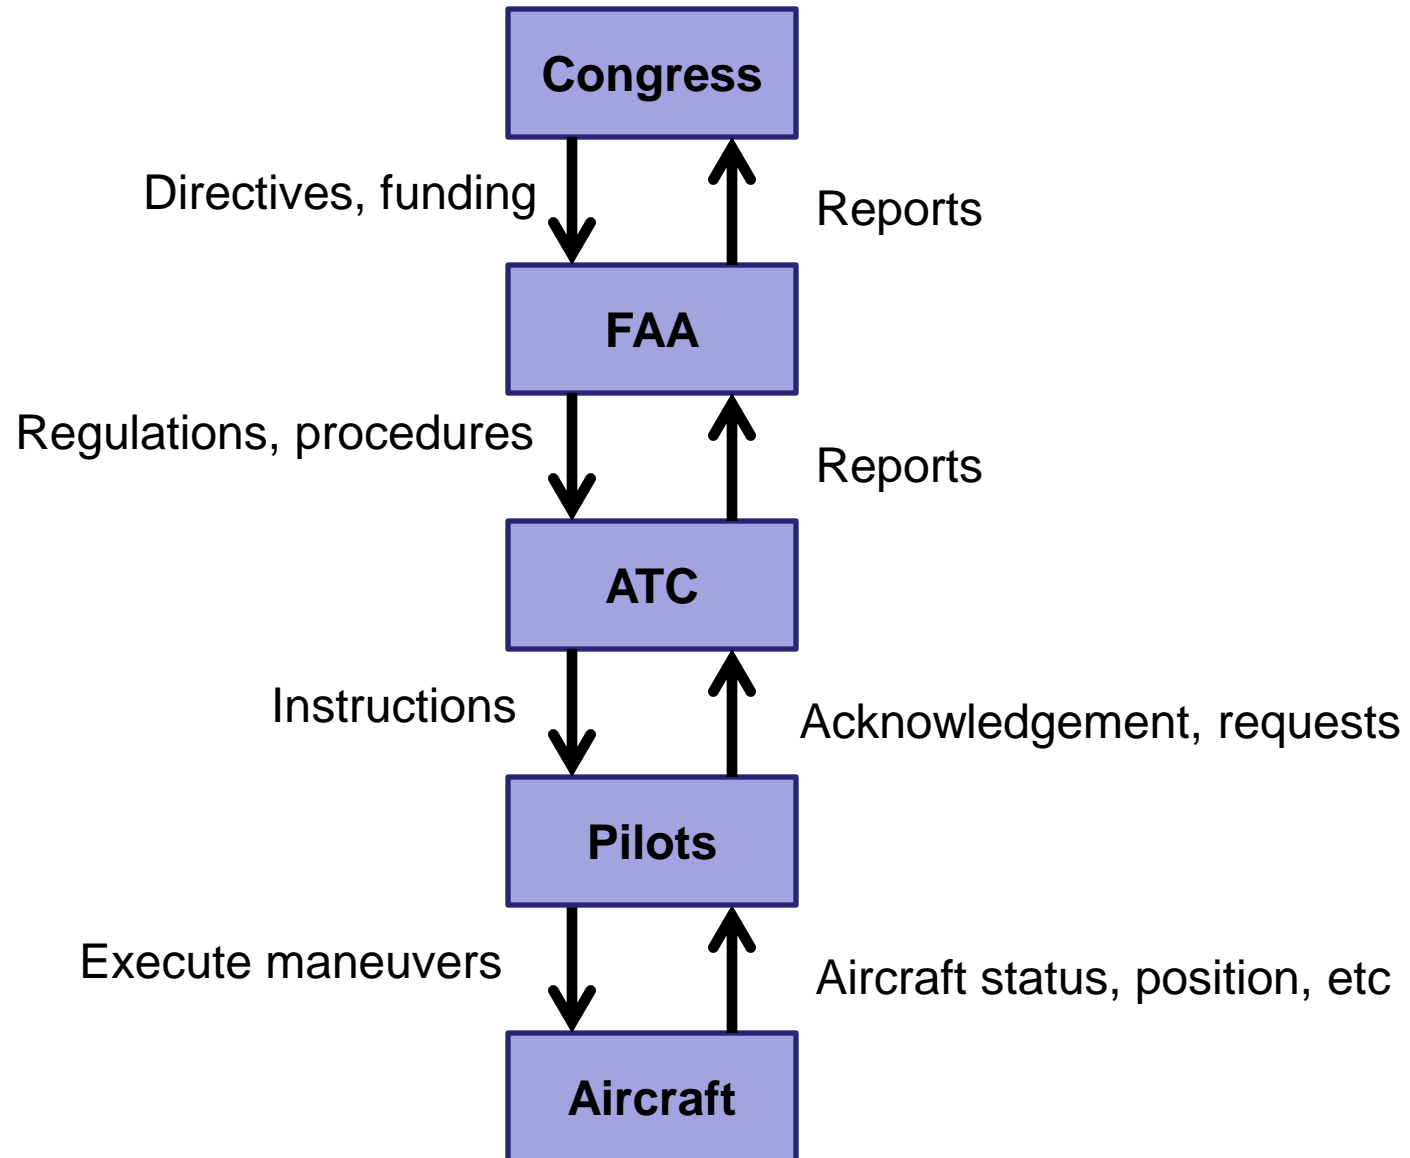 Congress
Directives, funding
Reports
FAA
Regulations, procedures
Reports
ATC
Instructions
Acknowledgement, requests
Pilots
Execute maneuvers
Aircraft status, position, etc
Aircraft